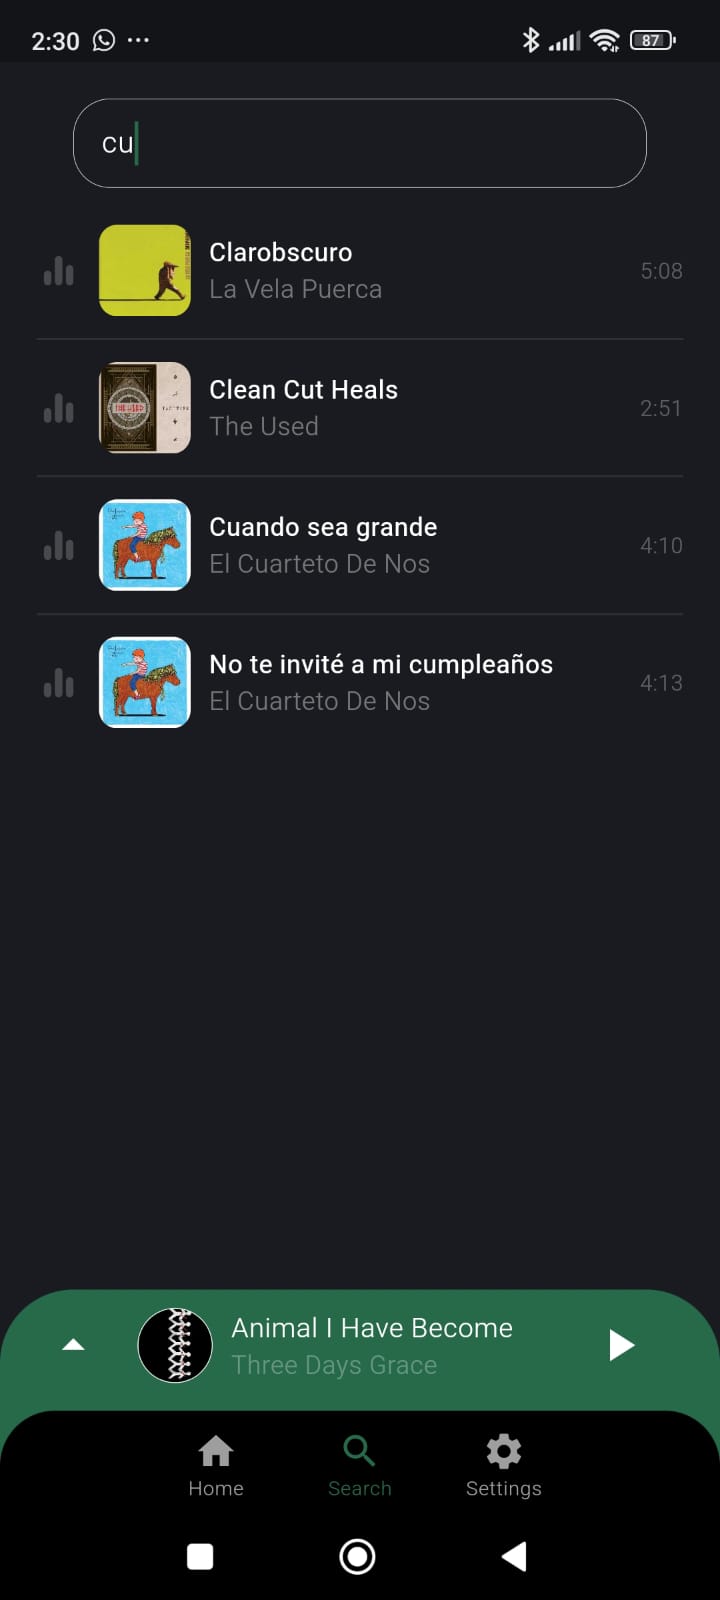 2:30
87
cu
Clarobscuro
La Vela Puerca
5:08
THE USED
Clean Cut Heals
The Used
2:51
Cuando sea grande
El Cuarteto De Nos
4:10
No te invité a mi cumpleaños
El Cuarteto De Nos
4:13
Animal I Have Become
Three Days Grace
Home
Search
Settings